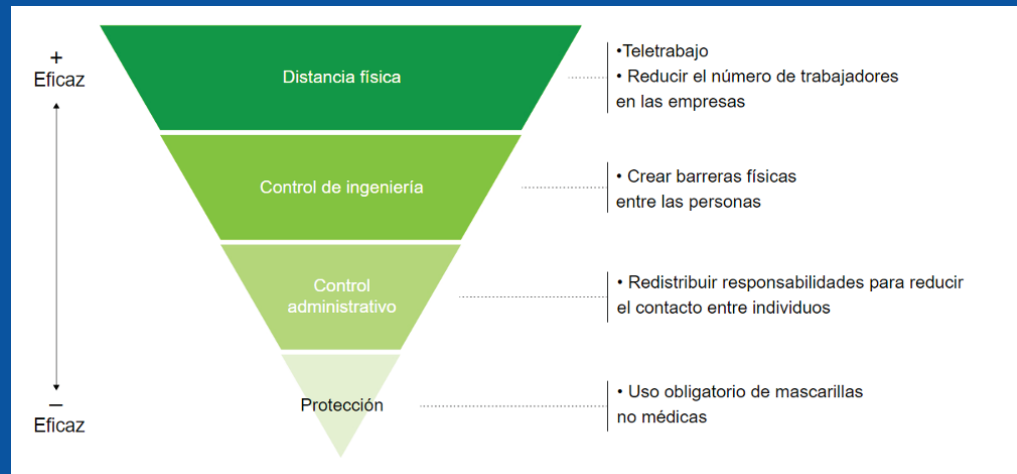 +
Eficaz
Distancia física
•Teletrabajo
• Reducir el número de trabajadores
en las empresas
Control de ingeniería
• Crear barreras físicas
entre las personas
Control
administrativo
• Redistribuir responsabilidades para reducir
el contacto entre individuos
Protección
• Uso obligatorio de mascarillas
no médicas
–
Eficaz